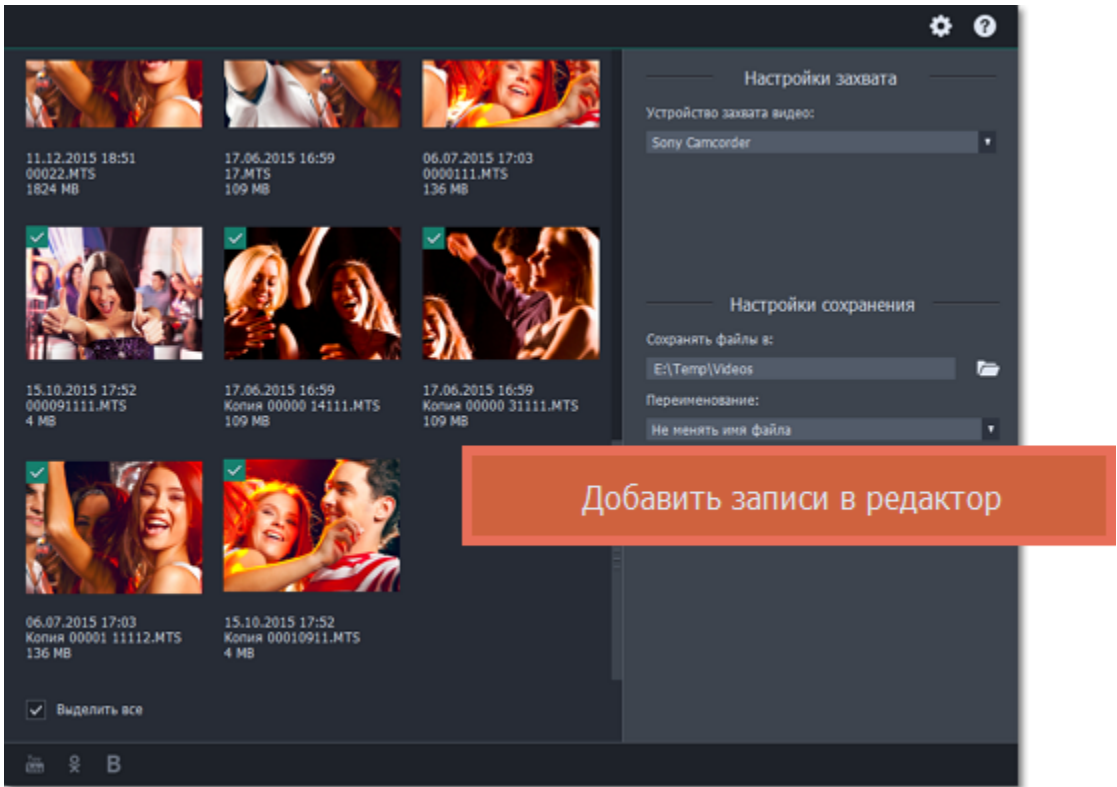 Настройки захвата
Устройство захвата видео:
Sony Camcorder
11.12.2015 18:51
00022.MTS
1824 MB
17.06.2015 16:59
17.MTS
109 MB
06.07.2015 17:03
0000111.MTS
136 MB
15.10.2015 17:52
000091111.MTS
4 MB
17.06.2015 16:59
Копия 00000 14111.MTS
109 MB
17.06.2015 16:59
Копия 00000 31111.MTS
109 MB
Настройки сохранения
Сохранять файлы в:
E:\Temp\Videos
Переименование:
Не менять имя файла
Добавить записи в редактор
06.07.2015 17:03
Копия 00001 11112.MTS
136 MB
15.10.2015 17:52
Копия 00010911.MTS
4 MB
Выделить все